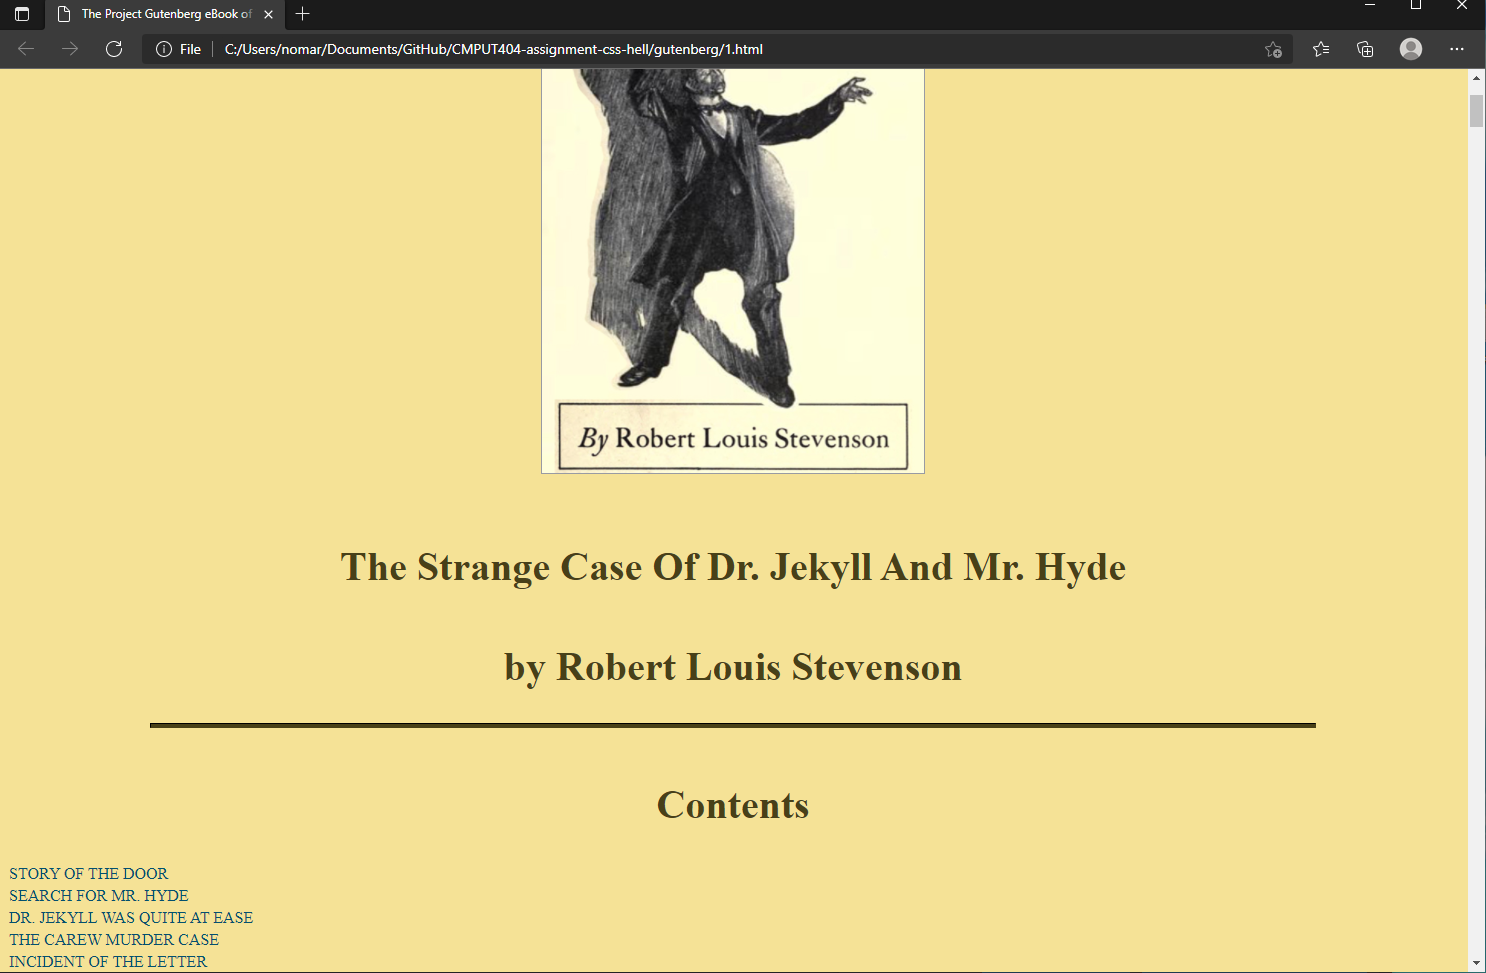 The Project Gutenberg eBook of
File
C:/Users/nomar/Documents/GitHub/CMPUT404-assignment-css-hell/gutenberg/1.html
By Robert Louis Stevenson
The Strange Case Of Dr. Jekyll And Mr. Hyde
by Robert Louis Stevenson
Contents
STORY OF THE DOOR
SEARCH FOR MR. HYDE
DR. JEKYLL WAS QUITE AT EASE
THE CAREW MURDER CASE
INCIDENT OF THE LETTER